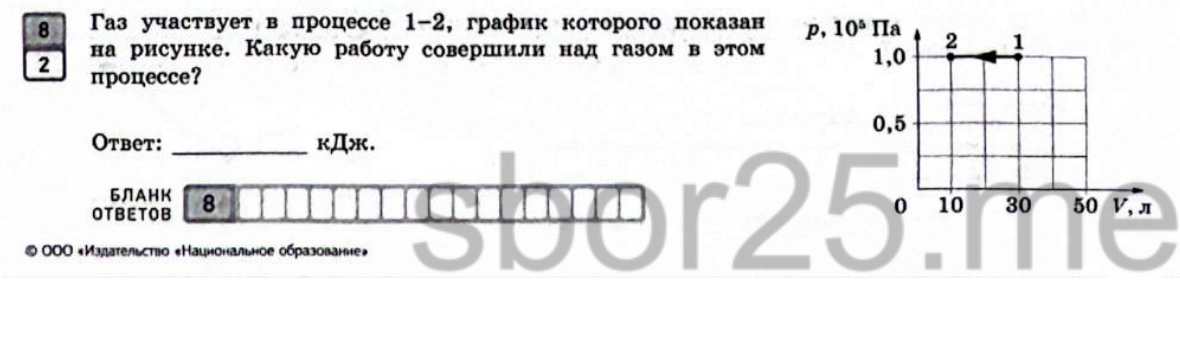 8
2
Газ участвует в процессе 1–2, график которого показан
на рисунке. Какую работу совершили над газом в этом
процессе?
Ответ: ____________ кДж.
БЛАНК
ОТВЕТОВ
8
© ООО «Издательство «Национальное образование»
p, 10⁵ Па
2 1
1,0
0,5
0 10 30 50 V, л
sbor25.me